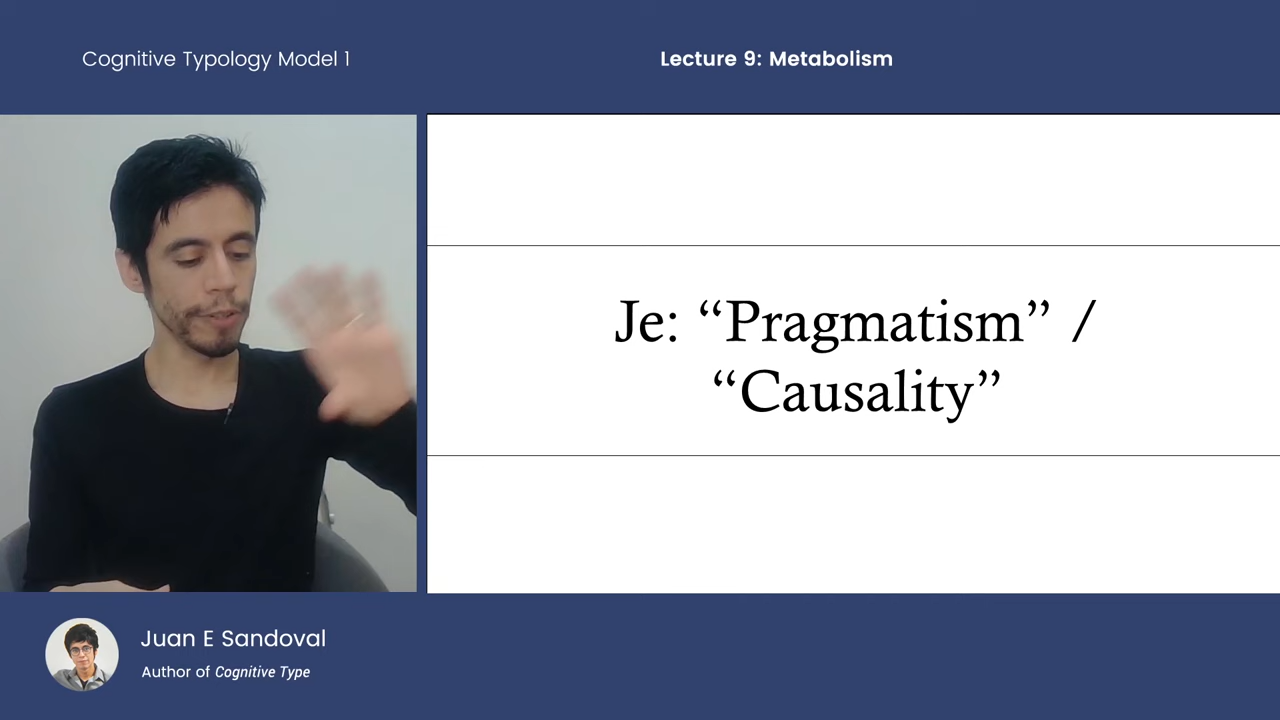 Cognitive Typology Model 1
Lecture 9: Metabolism
Je: “Pragmatism” /
“Causality”
Juan E Sandoval
Author of Cognitive Type